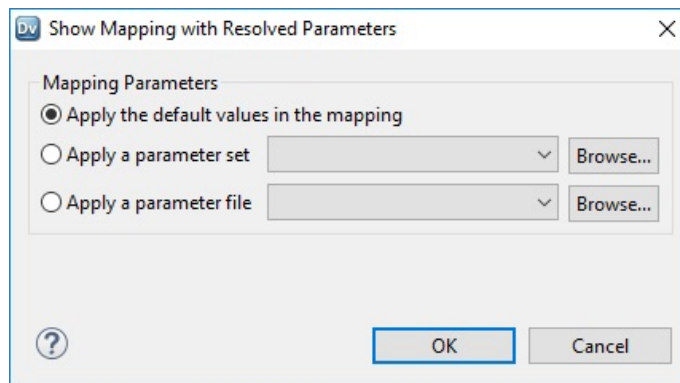 Dv Show Mapping with Resolved Parameters
Mapping Parameters
Apply the default values in the mapping
Apply a parameter set Browse...
Apply a parameter file Browse...
? OK Cancel